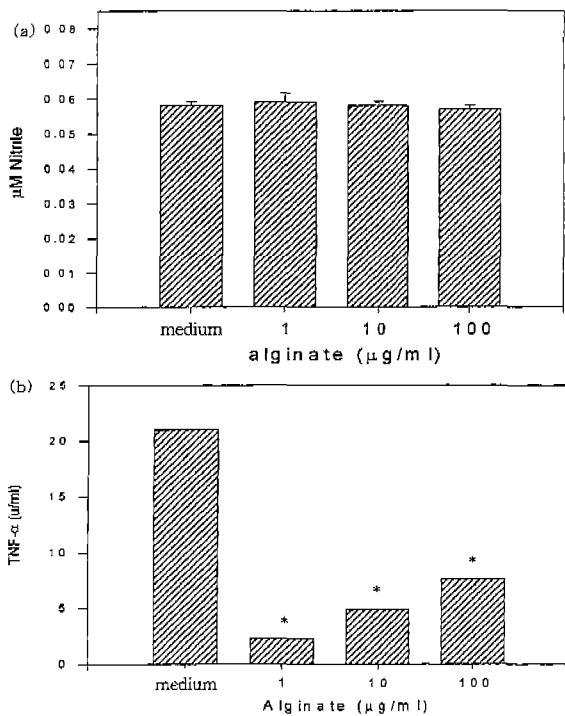 (a)
0.08
0.07
0.06
0.05
0.04
0.03
0.02
0.01
0.00
μM Nitrite
medium 1 10 100
alginate (μg/ml)
(b)
25
20
15
10
5
0
TNF-α (u/ml)
* * *
medium 1 10 100
Alginate (μg/ml)